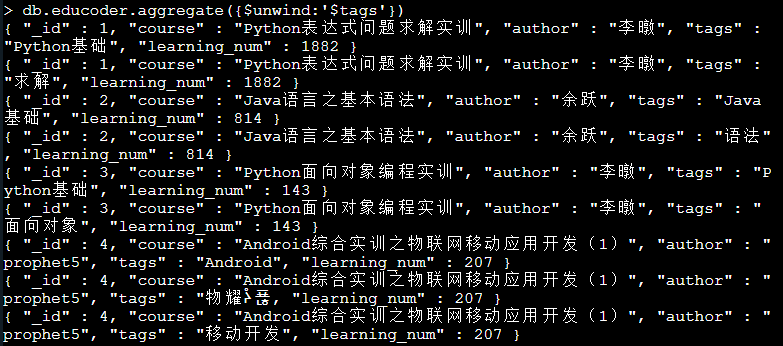 > db.educoder.aggregate({$unwind:'$tags'})
{ "_id" : 1, "course" : "Python表达式问题求解实训", "author" : "李暾", "tags" :
"Python基础", "learning_num" : 1882 }
{ "_id" : 1, "course" : "Python表达式问题求解实训", "author" : "李暾", "tags" :
"求解", "learning_num" : 1882 }
{ "_id" : 2, "course" : "Java语言之基本语法", "author" : "余跃", "tags" : "Java
基础", "learning_num" : 814 }
{ "_id" : 2, "course" : "Java语言之基本语法", "author" : "余跃", "tags" : "语法"
, "learning_num" : 814 }
{ "_id" : 3, "course" : "Python面向对象编程实训", "author" : "李暾", "tags" : "P
ython基础", "learning_num" : 143 }
{ "_id" : 3, "course" : "Python面向对象编程实训", "author" : "李暾", "tags" : "
面向对象", "learning_num" : 143 }
{ "_id" : 4, "course" : "Android综合实训之物联网移动应用开发（1）", "author" : "
prophet5", "tags" : "Android", "learning_num" : 207 }
{ "_id" : 4, "course" : "Android综合实训之物联网移动应用开发（1）", "author" : "
prophet5", "tags" : "物, "learning_num" : 207 }
{ "_id" : 4, "course" : "Android综合实训之物联网移动应用开发（1）", "author" : "
prophet5", "tags" : "移动开发", "learning_num" : 207 }